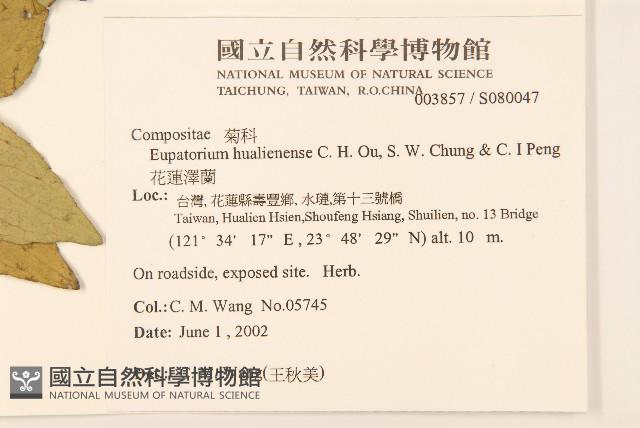 國立自然科學博物館
NATIONAL MUSEUM OF NATURAL SCIENCE
TAICHUNG, TAIWAN, R.O.CHINA
003857 / S080047
Compositae 菊科
Eupatorium hualienense C. H. Ou, S. W. Chung & C. I Peng
花蓮澤蘭
Loc.: 台灣, 花蓮縣壽豐鄉, 水璉,第十三號橋
Taiwan, Hualien Hsien,Shoufeng Hsiang, Shuilien, no. 13 Bridge
(121° 34' 17" E , 23° 48' 29" N) alt. 10 m.
On roadside, exposed site. Herb.
Col.: C. M. Wang No.05745
Date: June 1 , 2002
(王秋美)
國立自然科學博物館
NATIONAL MUSEUM OF NATURAL SCIENCE